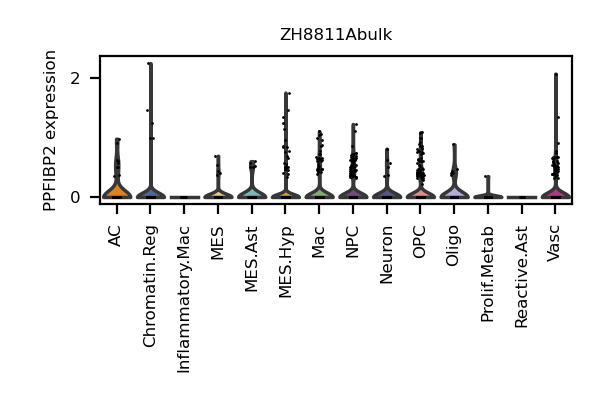 ZH8811Abulk
PPFIBP2 expression
2
0
AC
Chromatin.Reg
Inflammatory.Mac
MES
MES.Ast
MES.Hyp
Mac
NPC
Neuron
OPC
Oligo
Prolif.Metab
Reactive.Ast
Vasc